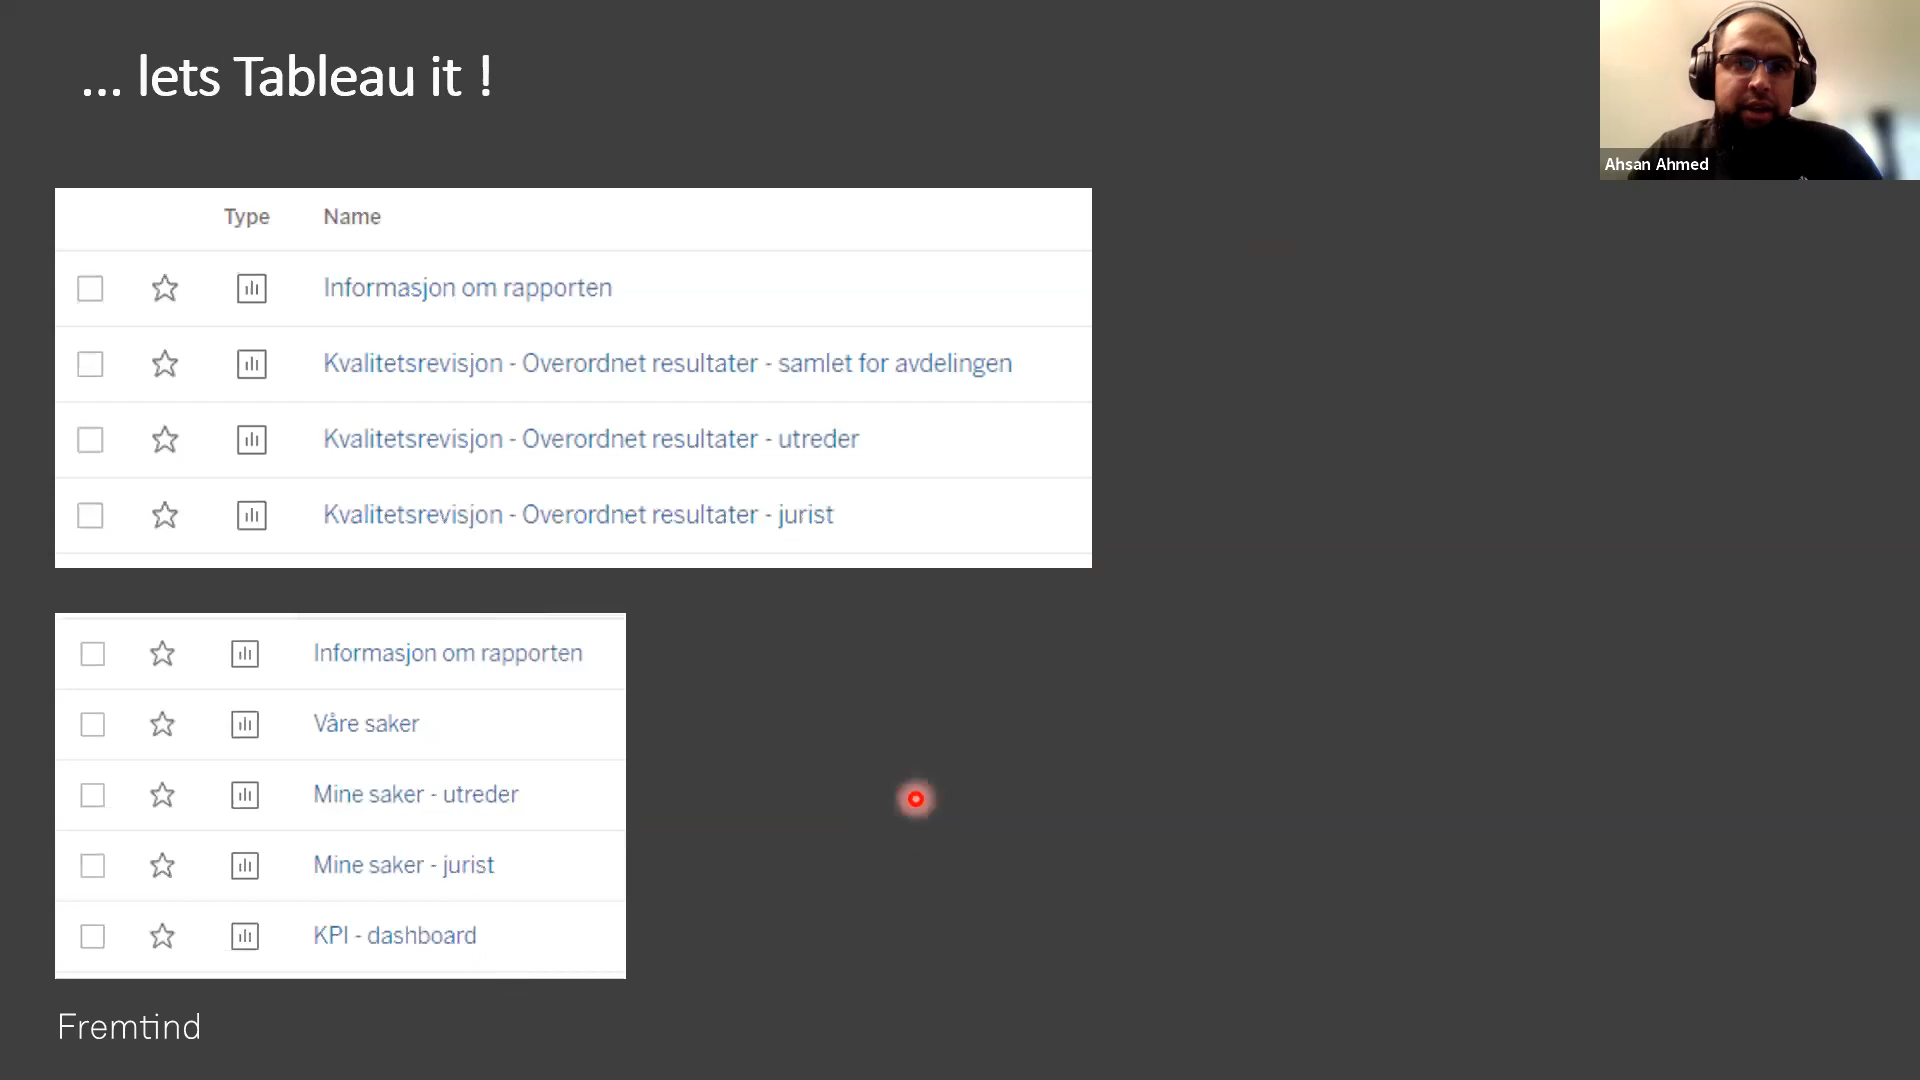 ... lets Tableau it !
Ahsan Ahmed
Type Name
Informasjon om rapporten
Kvalitetsrevisjon - Overordnet resultater - samlet for avdelingen
Kvalitetsrevisjon - Overordnet resultater - utreder
Kvalitetsrevisjon - Overordnet resultater - jurist
Informasjon om rapporten
Våre saker
Mine saker - utreder
Mine saker - jurist
KPI - dashboard
Fremtind